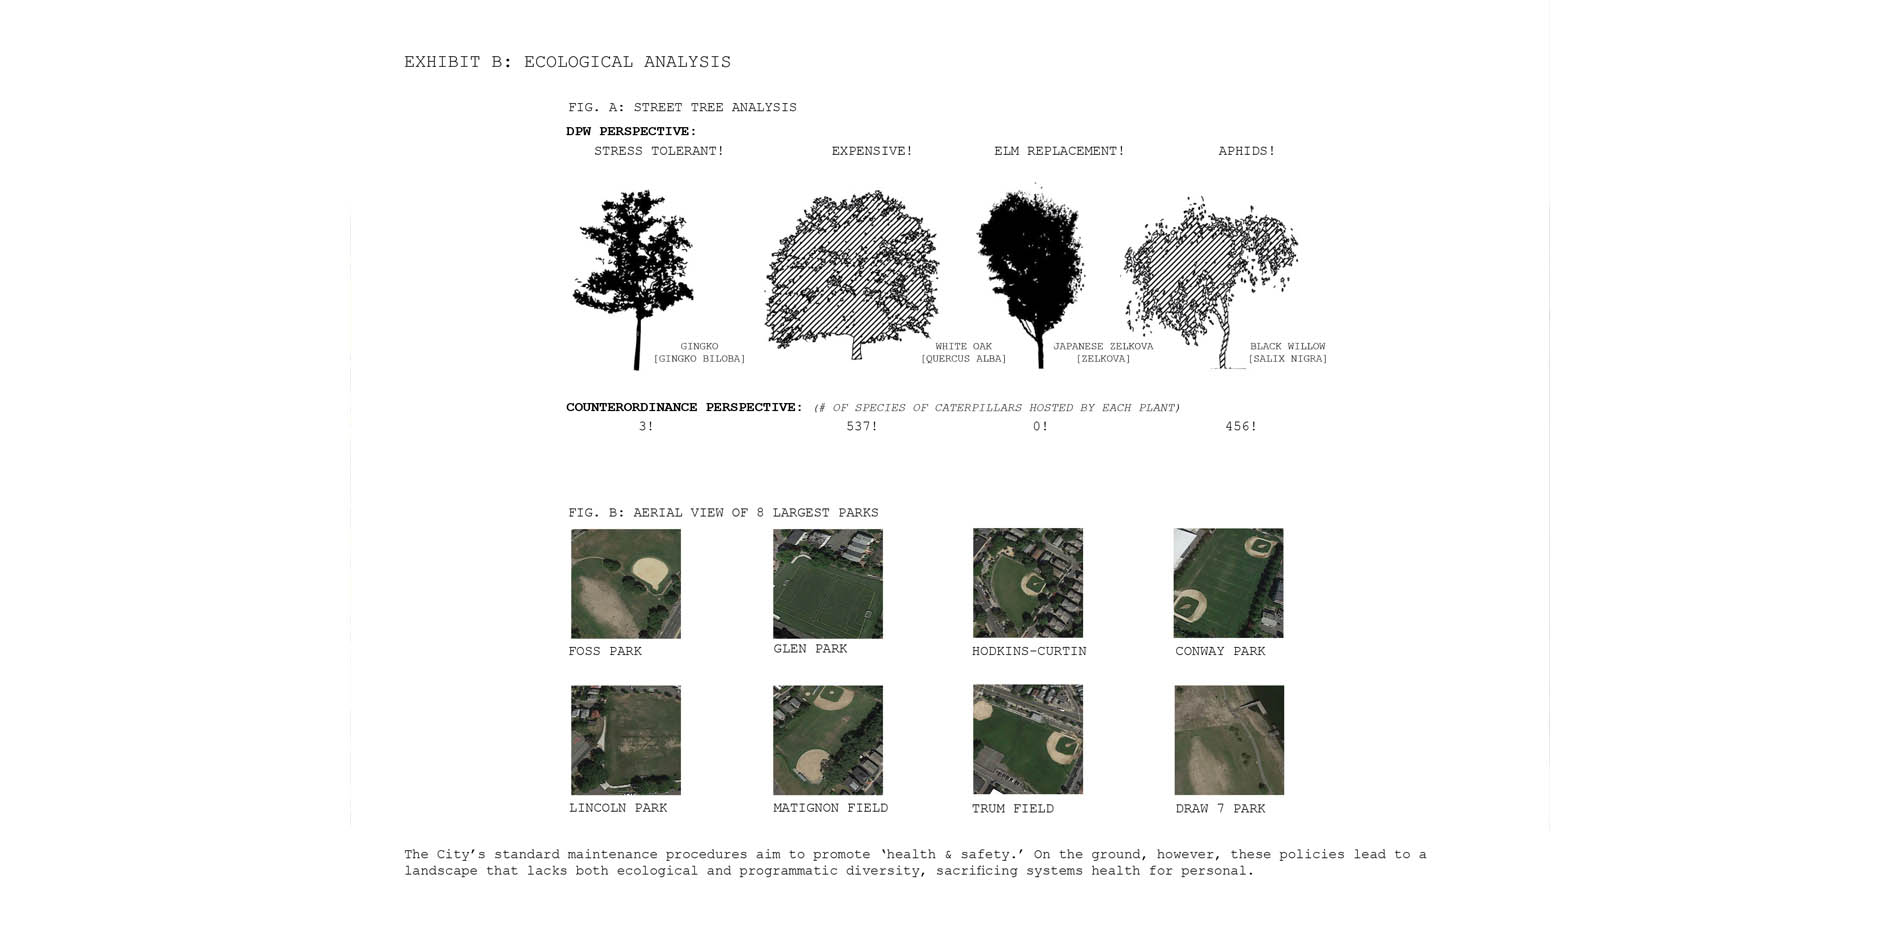 EXHIBIT B: ECOLOGICAL ANALYSIS
FIG. A: STREET TREE ANALYSIS
DPW PERSPECTIVE:
STRESS TOLERANT!
EXPENSIVE!
ELM REPLACEMENT!
APHIDS!
GINGKO
[GINGKO BILOBA]
WHITE OAK
[QUERCUS ALBA]
JAPANESE ZELKOVA
[ZELKOVA]
BLACK WILLOW
[SALIX NIGRA]
COUNTERORDINANCE PERSPECTIVE: (# OF SPECIES OF CATERPILLARS HOSTED BY EACH PLANT)
3!
537!
0!
456!
FIG. B: AERIAL VIEW OF 8 LARGEST PARKS
FOSS PARK
GLEN PARK
HODKINS-CURTIN
CONWAY PARK
LINCOLN PARK
MATIGNON FIELD
TRUM FIELD
DRAW 7 PARK
The City’s standard maintenance procedures aim to promote ‘health & safety.’ On the ground, however, these policies lead to a
landscape that lacks both ecological and programmatic diversity, sacrificing systems health for personal.